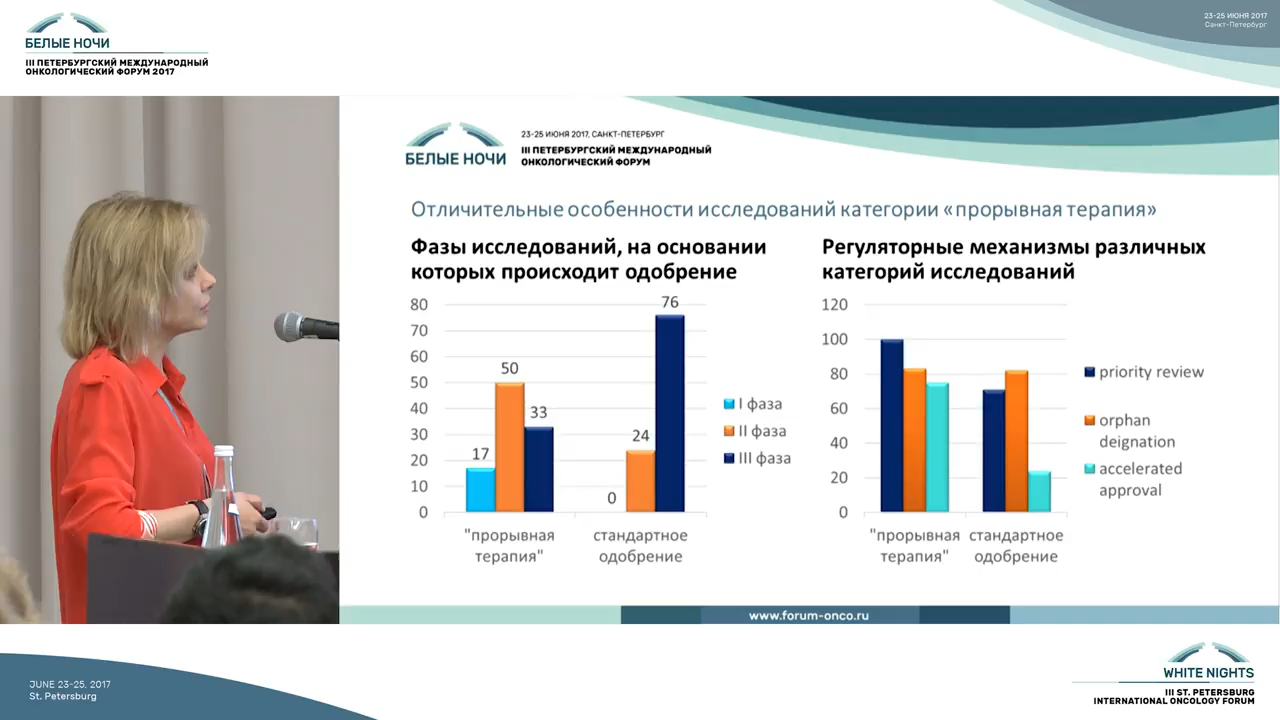 БЕЛЫЕ НОЧИ
III ПЕТЕРБУРГСКИЙ МЕЖДУНАРОДНЫЙ
ОНКОЛОГИЧЕСКИЙ ФОРУМ 2017
23-25 ИЮНЯ 2017
Санкт-Петербург
БЕЛЫЕ НОЧИ
23-25 ИЮНЯ 2017, САНКТ-ПЕТЕРБУРГ
III ПЕТЕРБУРГСКИЙ МЕЖДУНАРОДНЫЙ
ОНКОЛОГИЧЕСКИЙ ФОРУМ
Отличительные особенности исследований категории «прорывная терапия»
Фазы исследований, на основании
которых происходит одобрение
80
70
60
50
40
30
20
10
0
17
50
33
0
24
76
"прорывная
терапия"
стандартное
одобрение
I фаза
II фаза
III фаза
Регуляторные механизмы различных
категорий исследований
120
100
80
60
40
20
0
"прорывная
терапия"
стандартное
одобрение
priority review
orphan
deignation
accelerated
approval
www.forum-onco.ru
JUNE 23-25, 2017
St. Petersburg
WHITE NIGHTS
III ST. PETERSBURG
INTERNATIONAL ONCOLOGY FORUM